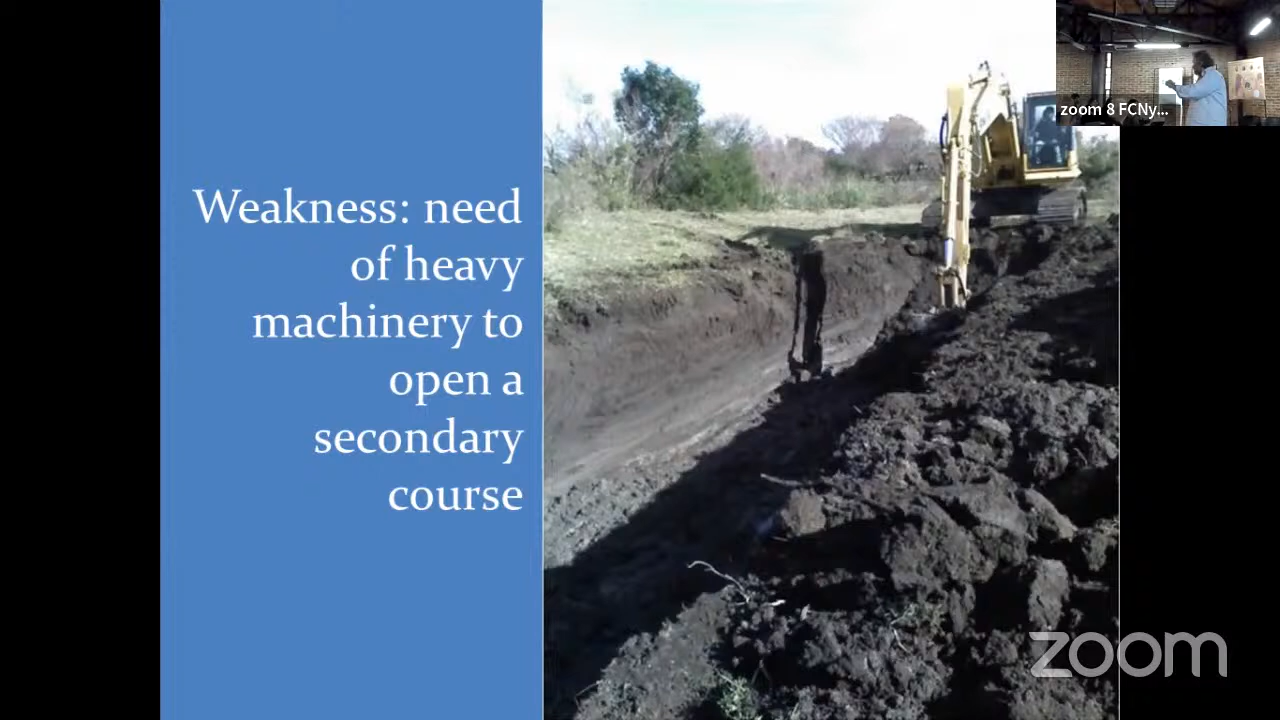 Weakness: need
of heavy
machinery to
open a
secondary
course
zoom 8 FCNy...
zoom